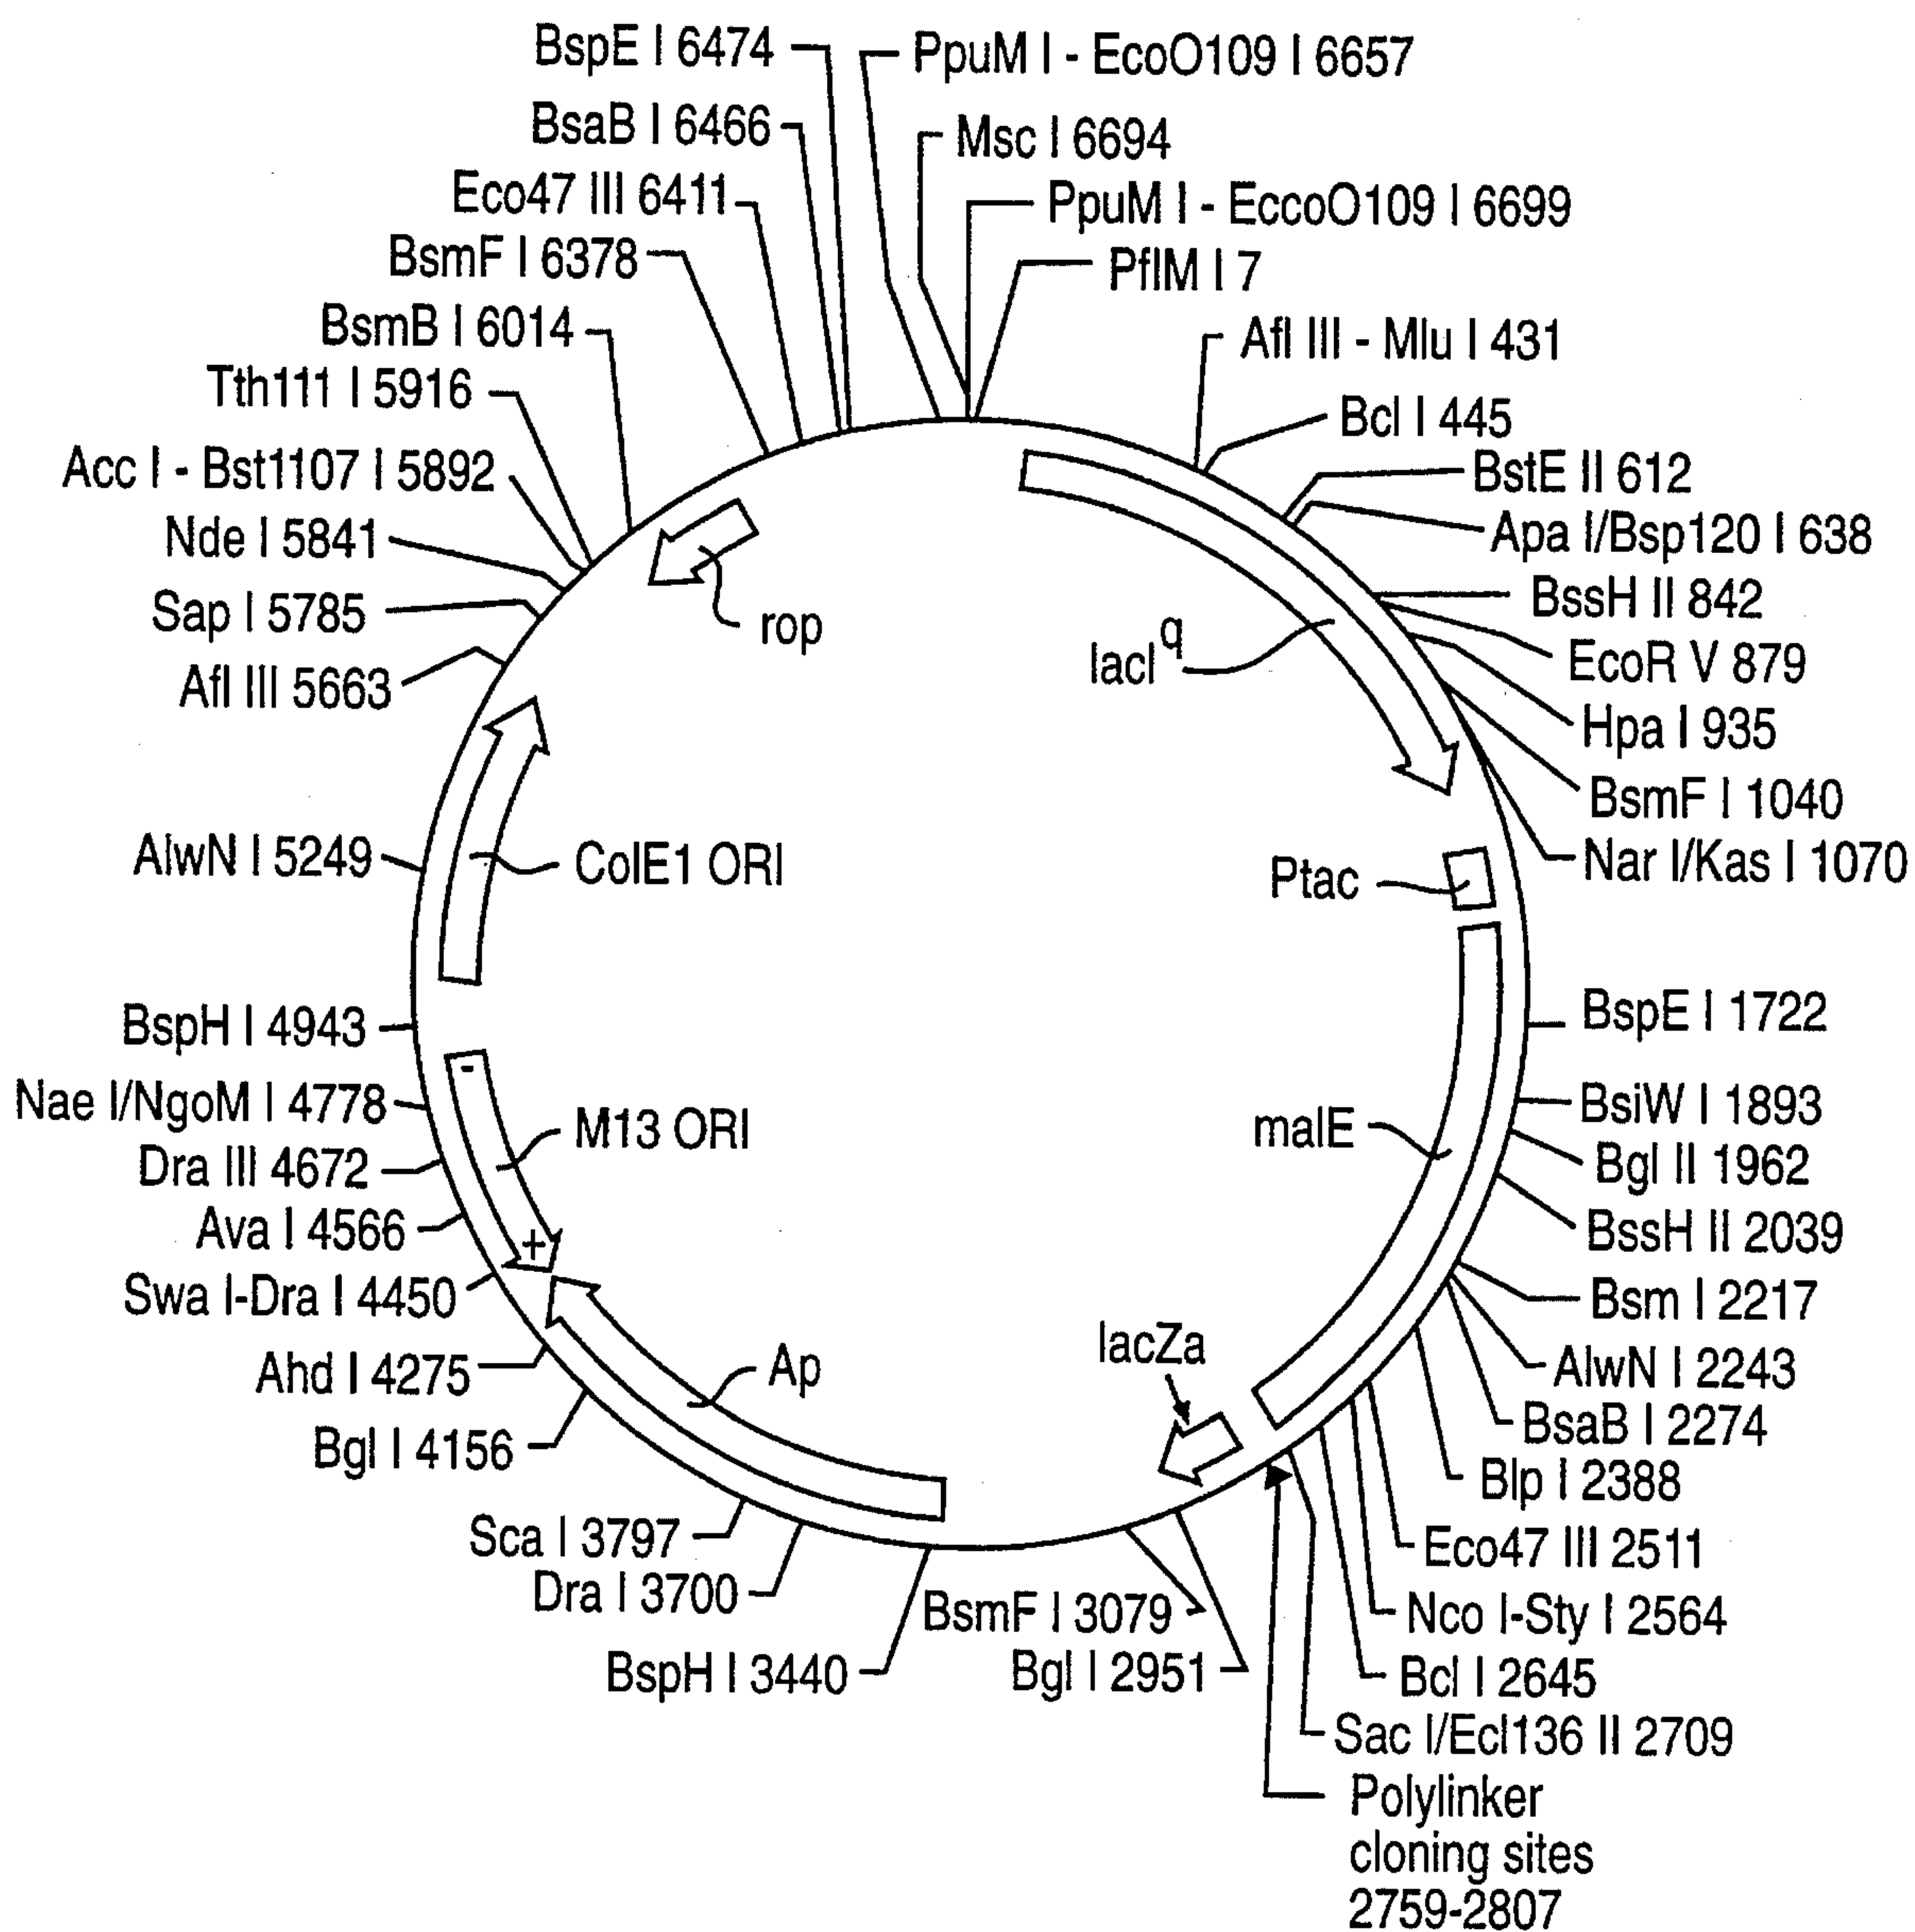 BspE I 6474
PpuM I - EcoO109 I 6657
BsaB I 6466
Msc I 6694
Eco47 III 6411
PpuM I - EccoO109 I 6699
BsmF I 6378
PflM I 7
BsmB I 6014
Afl III - Mlu I 431
Tth111 I 5916
Bcl I 445
Acc I - Bst1107 I 5892
BstE II 612
Nde I 5841
Apa I/Bsp120 I 638
Sap I 5785
rop
lacI^q
BssH II 842
Afl III 5663
EcoR V 879
Hpa I 935
BsmF I 1040
AlwN I 5249
ColE1 ORI
Ptac
Nar I/Kas I 1070
BspH I 4943
BspE I 1722
-
Nae I/NgoM I 4778
M13 ORI
malE
BsiW I 1893
Dra III 4672
Bgl II 1962
Ava I 4566
+
BssH II 2039
Swa I-Dra I 4450
Bsm I 2217
Ahd I 4275
Ap
lacZa
AlwN I 2243
Bgl I 4156
BsaB I 2274
Blp I 2388
Sca I 3797
Eco47 III 2511
Dra I 3700
BsmF I 3079
Nco I-Sty I 2564
BspH I 3440
Bgl I 2951
Bcl I 2645
Sac I/Ecl136 II 2709
Polylinker
cloning sites
2759-2807